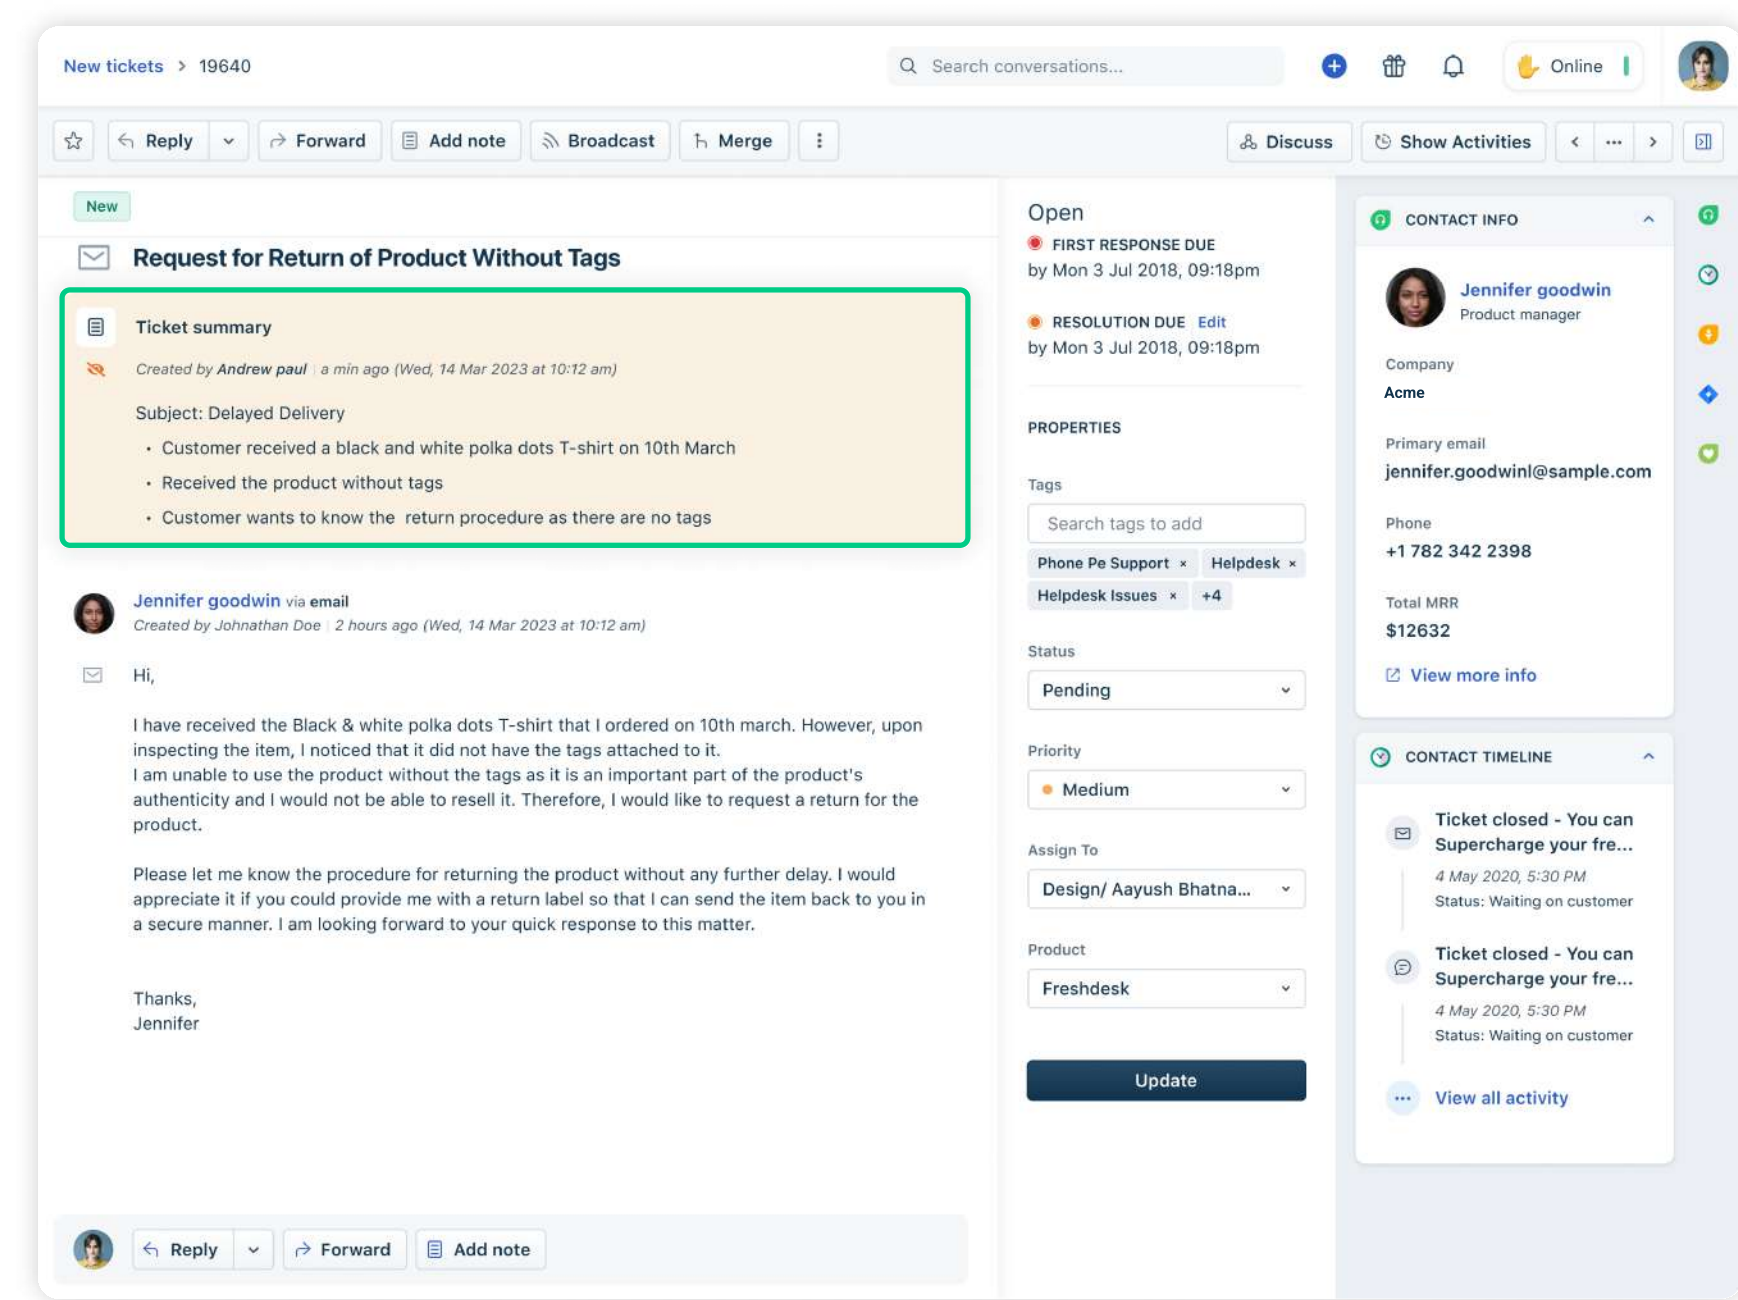 New tickets > 19640
Search conversations...
Online
Reply
Forward
Add note
Broadcast
Merge
Discuss
Show Activities
New
Request for Return of Product Without Tags
Ticket summary
Created by Andrew paul | a min ago (Wed, 14 Mar 2023 at 10:12 am)
Subject: Delayed Delivery
• Customer received a black and white polka dots T-shirt on 10th March
• Received the product without tags
• Customer wants to know the return procedure as there are no tags
Jennifer goodwin via email
Created by Johnathan Doe | 2 hours ago (Wed, 14 Mar 2023 at 10:12 am)
Hi,
I have received the Black & white polka dots T-shirt that I ordered on 10th march. However, upon
inspecting the item, I noticed that it did not have the tags attached to it.
I am unable to use the product without the tags as it is an important part of the product's
authenticity and I would not be able to resell it. Therefore, I would like to request a return for the
product.
Please let me know the procedure for returning the product without any further delay. I would
appreciate it if you could provide me with a return label so that I can send the item back to you in
a secure manner. I am looking forward to your quick response to this matter.
Thanks,
Jennifer
Reply
Forward
Add note
Open
FIRST RESPONSE DUE
by Mon 3 Jul 2018, 09:18pm
RESOLUTION DUE Edit
by Mon 3 Jul 2018, 09:18pm
PROPERTIES
Tags
Search tags to add
Phone Pe Support × Helpdesk ×
Helpdesk Issues × +4
Status
Pending
Priority
Medium
Assign To
Design/ Aayush Bhatna...
Product
Freshdesk
Update
CONTACT INFO
Jennifer goodwin
Product manager
Company
Acme
Primary email
jennifer.goodwinl@sample.com
Phone
+1 782 342 2398
Total MRR
$12632
View more info
CONTACT TIMELINE
Ticket closed - You can
Supercharge your fre...
4 May 2020, 5:30 PM
Status: Waiting on customer
Ticket closed - You can
Supercharge your fre...
4 May 2020, 5:30 PM
Status: Waiting on customer
View all activity